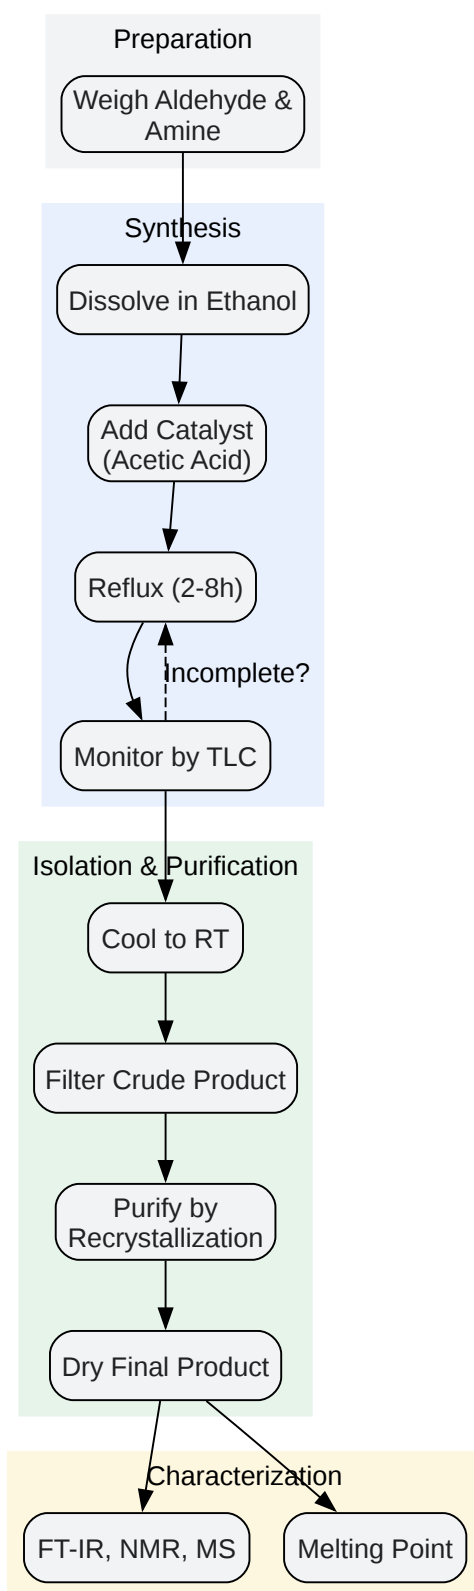 Preparation
Weigh Aldehyde &
Amine
Synthesis
Dissolve in Ethanol
Add Catalyst
(Acetic Acid)
Reflux (2-8h)
Incomplete?
Monitor by TLC
Isolation & Purification
Cool to RT
Filter Crude Product
Purify by
Recrystallization
Dry Final Product
Characterization
FT-IR, NMR, MS
Melting Point